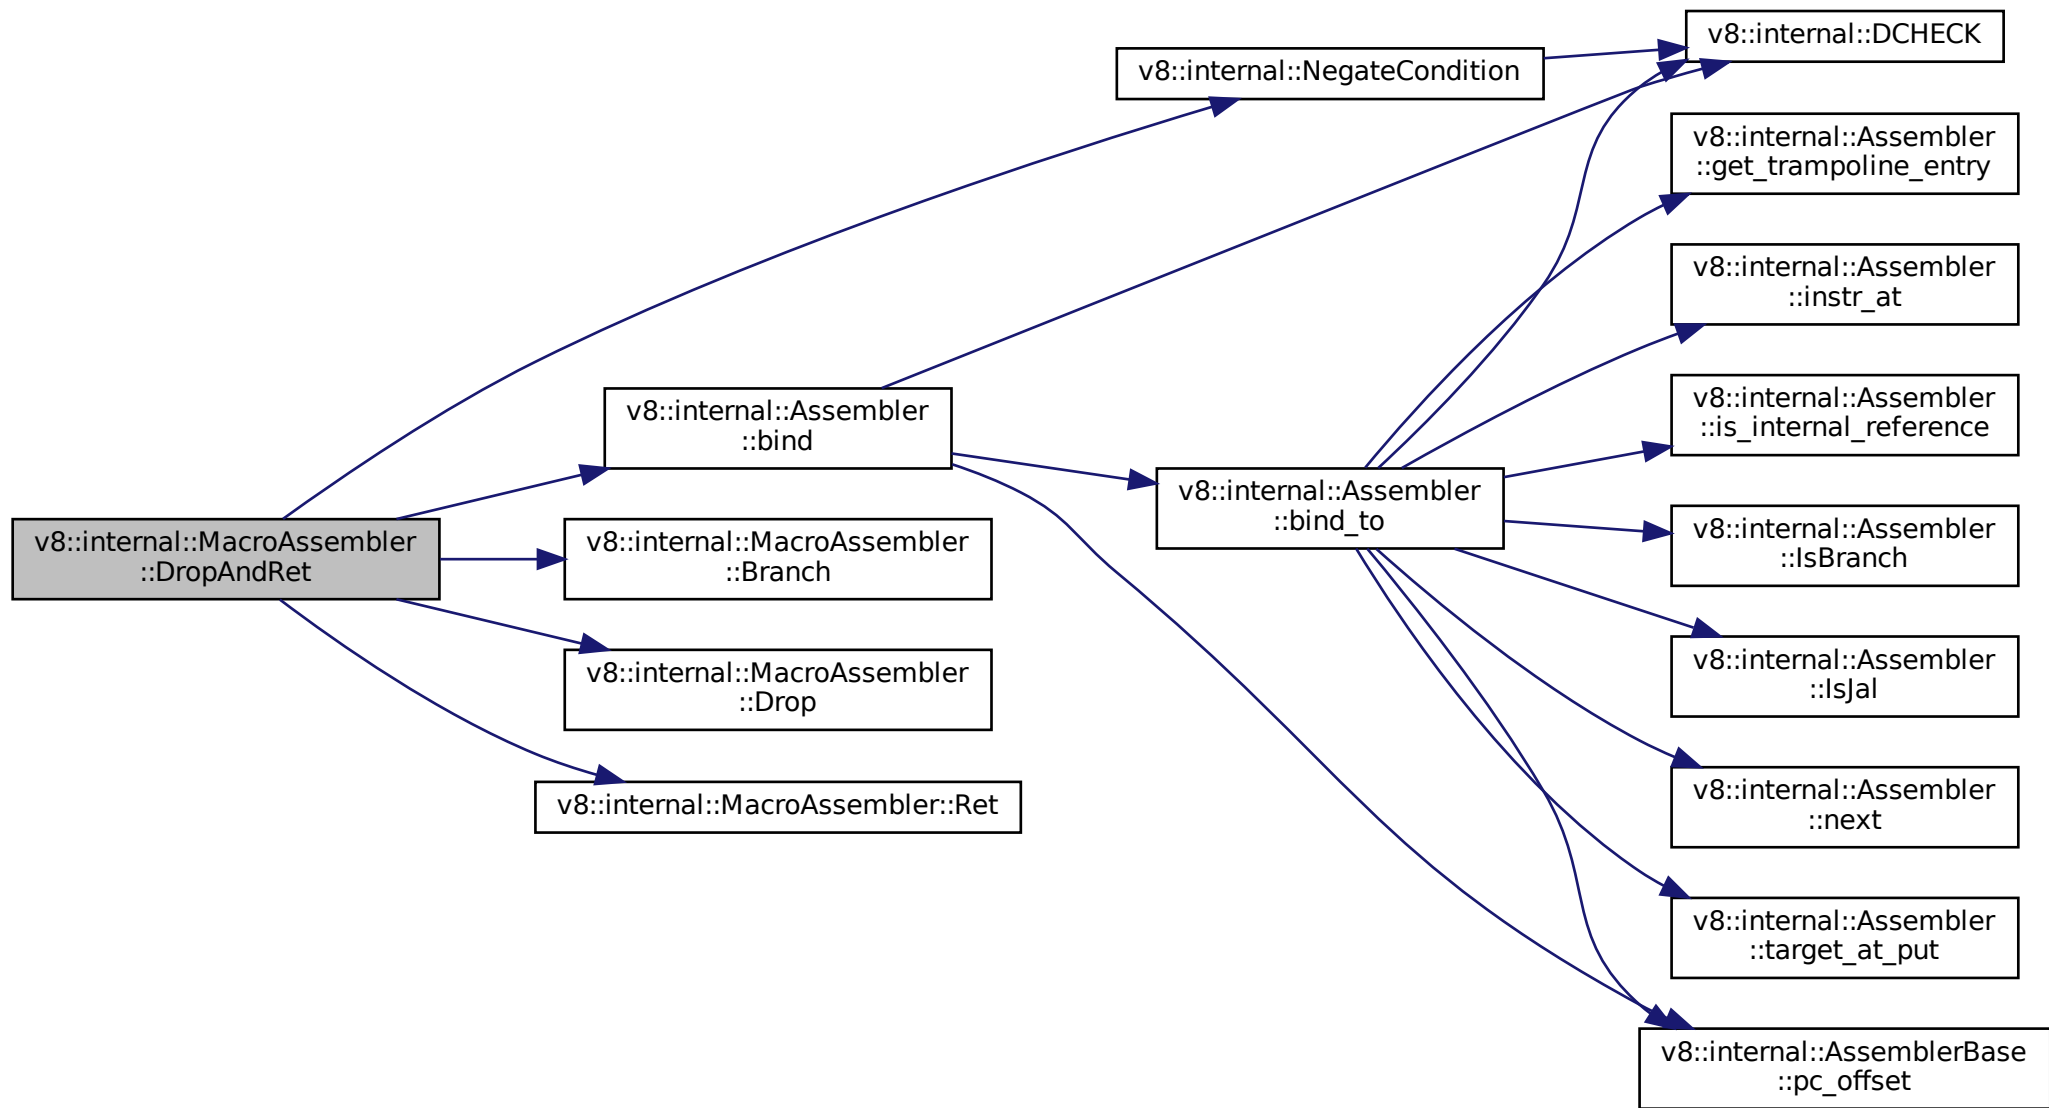 v8::internal::MacroAssembler
::DropAndRet
v8::internal::NegateCondition
v8::internal::Assembler
::bind
v8::internal::MacroAssembler
::Branch
v8::internal::MacroAssembler
::Drop
v8::internal::MacroAssembler::Ret
v8::internal::Assembler
::bind_to
v8::internal::DCHECK
v8::internal::Assembler
::get_trampoline_entry
v8::internal::Assembler
::instr_at
v8::internal::Assembler
::is_internal_reference
v8::internal::Assembler
::IsBranch
v8::internal::Assembler
::IsJal
v8::internal::Assembler
::next
v8::internal::Assembler
::target_at_put
v8::internal::AssemblerBase
::pc_offset